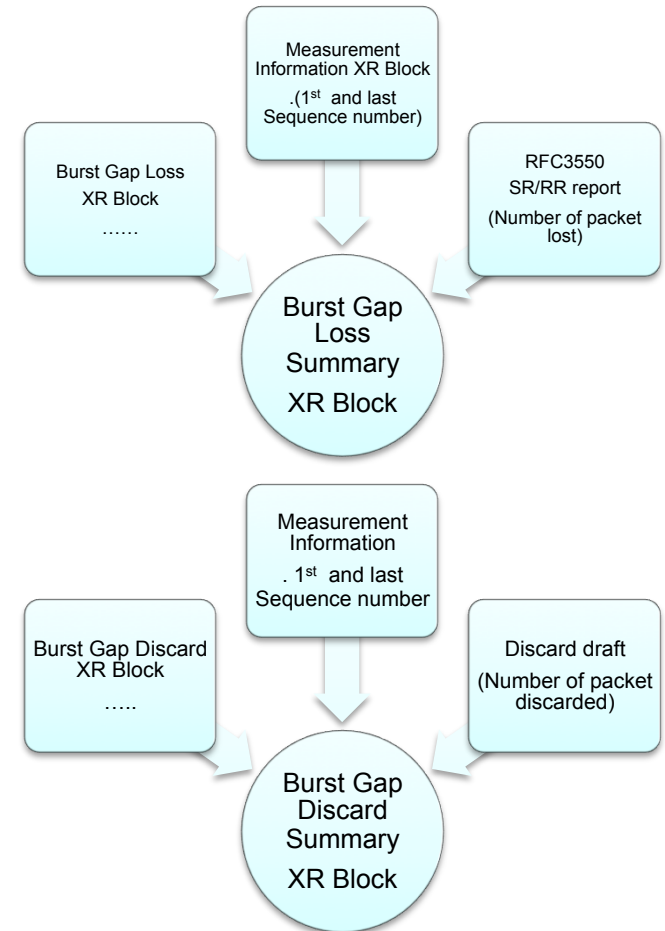 Measurement
Information XR Block
.(1st and last
Sequence number)
Burst Gap Loss
XR Block
......
RFC3550
SR/RR report
(Number of packet
lost)
Burst Gap
Loss
Summary
XR Block
Measurement
Information
. 1st and last
Sequence number
Burst Gap Discard
XR Block
.....
Discard draft
(Number of packet
discarded)
Burst Gap
Discard
Summary
XR Block